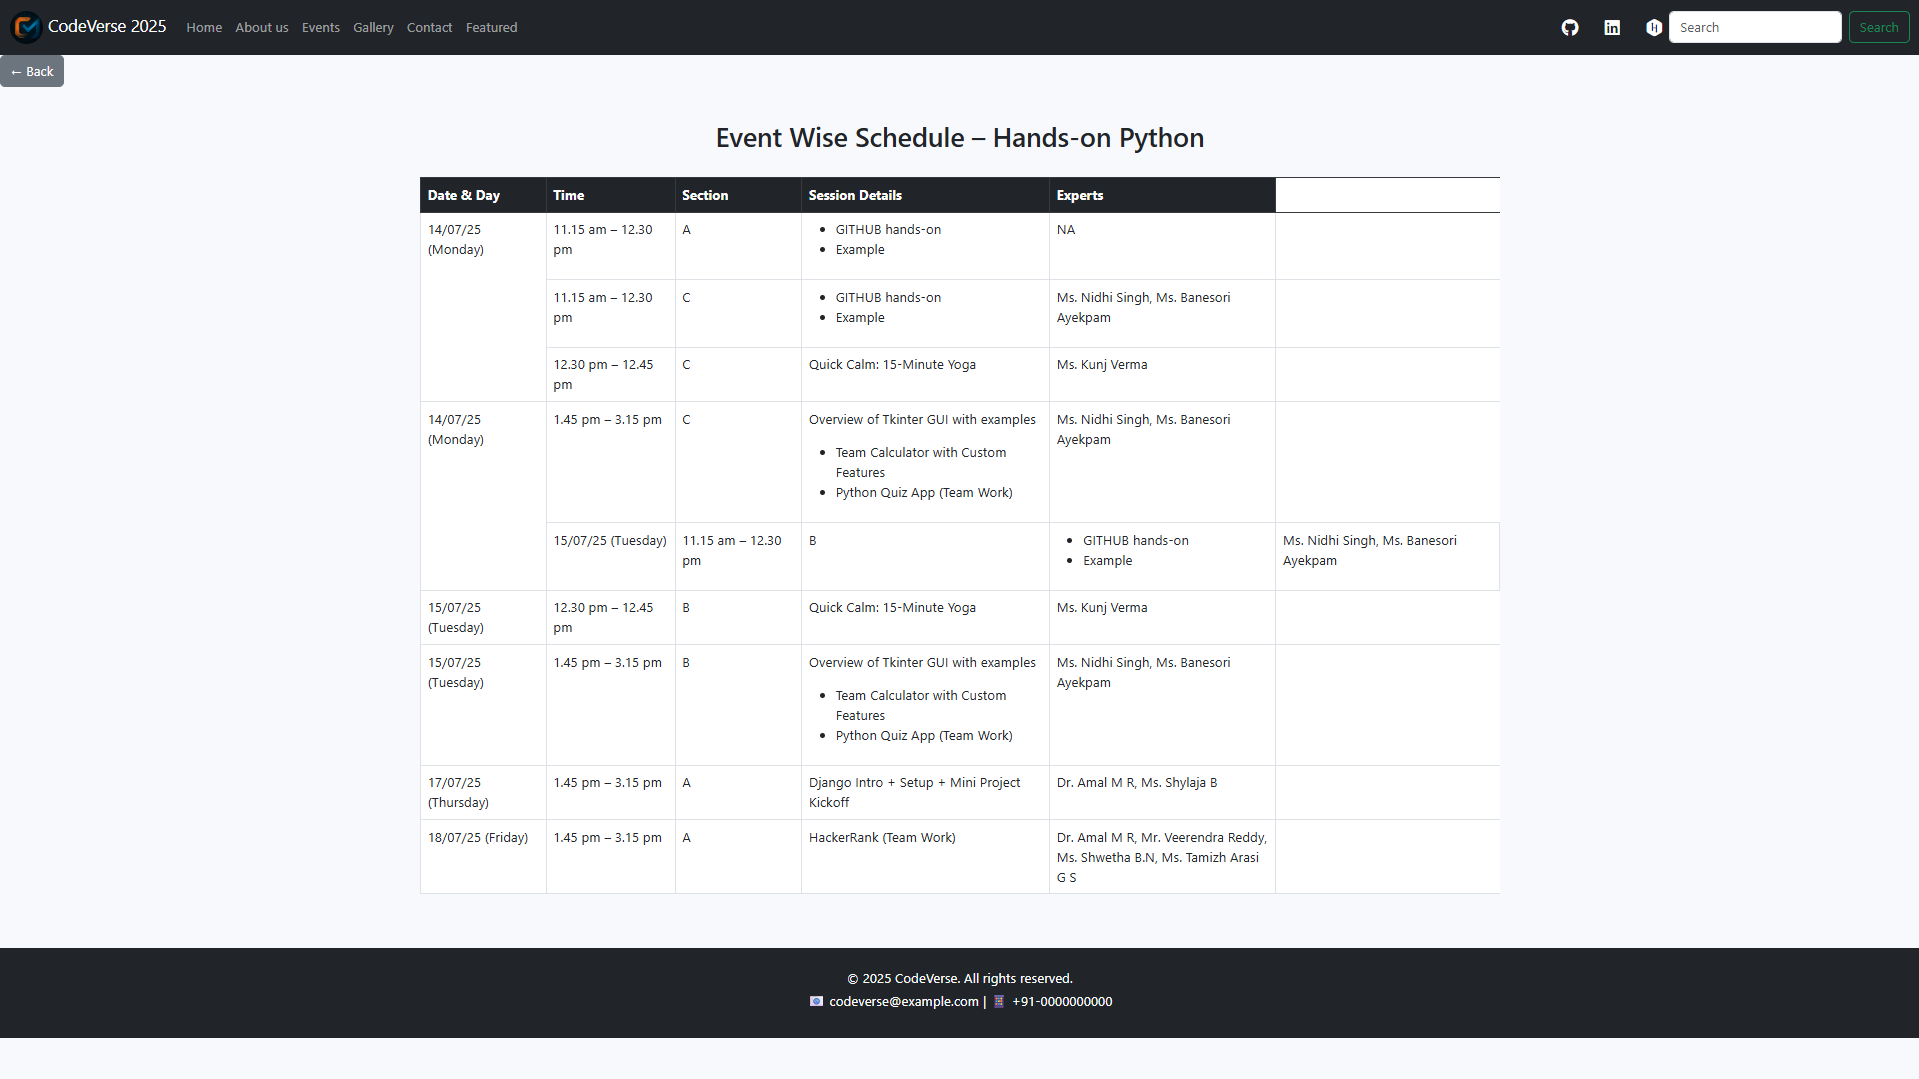 CodeVerse 2025 Home About us Events Gallery Contact Featured Search Search
← Back
Event Wise Schedule – Hands-on Python
Date & Day Time Section Session Details Experts
14/07/25 (Monday)
11.15 am – 12.30 pm
A
• GITHUB hands-on
• Example
NA
11.15 am – 12.30 pm
C
• GITHUB hands-on
• Example
Ms. Nidhi Singh, Ms. Banesori
Ayekpam
12.30 pm – 12.45 pm
C
Quick Calm: 15-Minute Yoga
Ms. Kunj Verma
14/07/25 (Monday)
1.45 pm – 3.15 pm
C
Overview of Tkinter GUI with examples
• Team Calculator with Custom
Features
• Python Quiz App (Team Work)
Ms. Nidhi Singh, Ms. Banesori
Ayekpam
15/07/25 (Tuesday)
11.15 am – 12.30 pm
B
• GITHUB hands-on
• Example
Ms. Nidhi Singh, Ms. Banesori
Ayekpam
15/07/25 (Tuesday)
12.30 pm – 12.45 pm
B
Quick Calm: 15-Minute Yoga
Ms. Kunj Verma
15/07/25 (Tuesday)
1.45 pm – 3.15 pm
B
Overview of Tkinter GUI with examples
• Team Calculator with Custom
Features
• Python Quiz App (Team Work)
Ms. Nidhi Singh, Ms. Banesori
Ayekpam
17/07/25 (Thursday)
1.45 pm – 3.15 pm
A
Django Intro + Setup + Mini Project
Kickoff
Dr. Amal M R, Ms. Shylaja B
18/07/25 (Friday)
1.45 pm – 3.15 pm
A
HackerRank (Team Work)
Dr. Amal M R, Mr. Veerendra Reddy,
Ms. Shwetha B.N, Ms. Tamizh Arasi
G S
© 2025 CodeVerse. All rights reserved.
codeverse@example.com | +91-0000000000